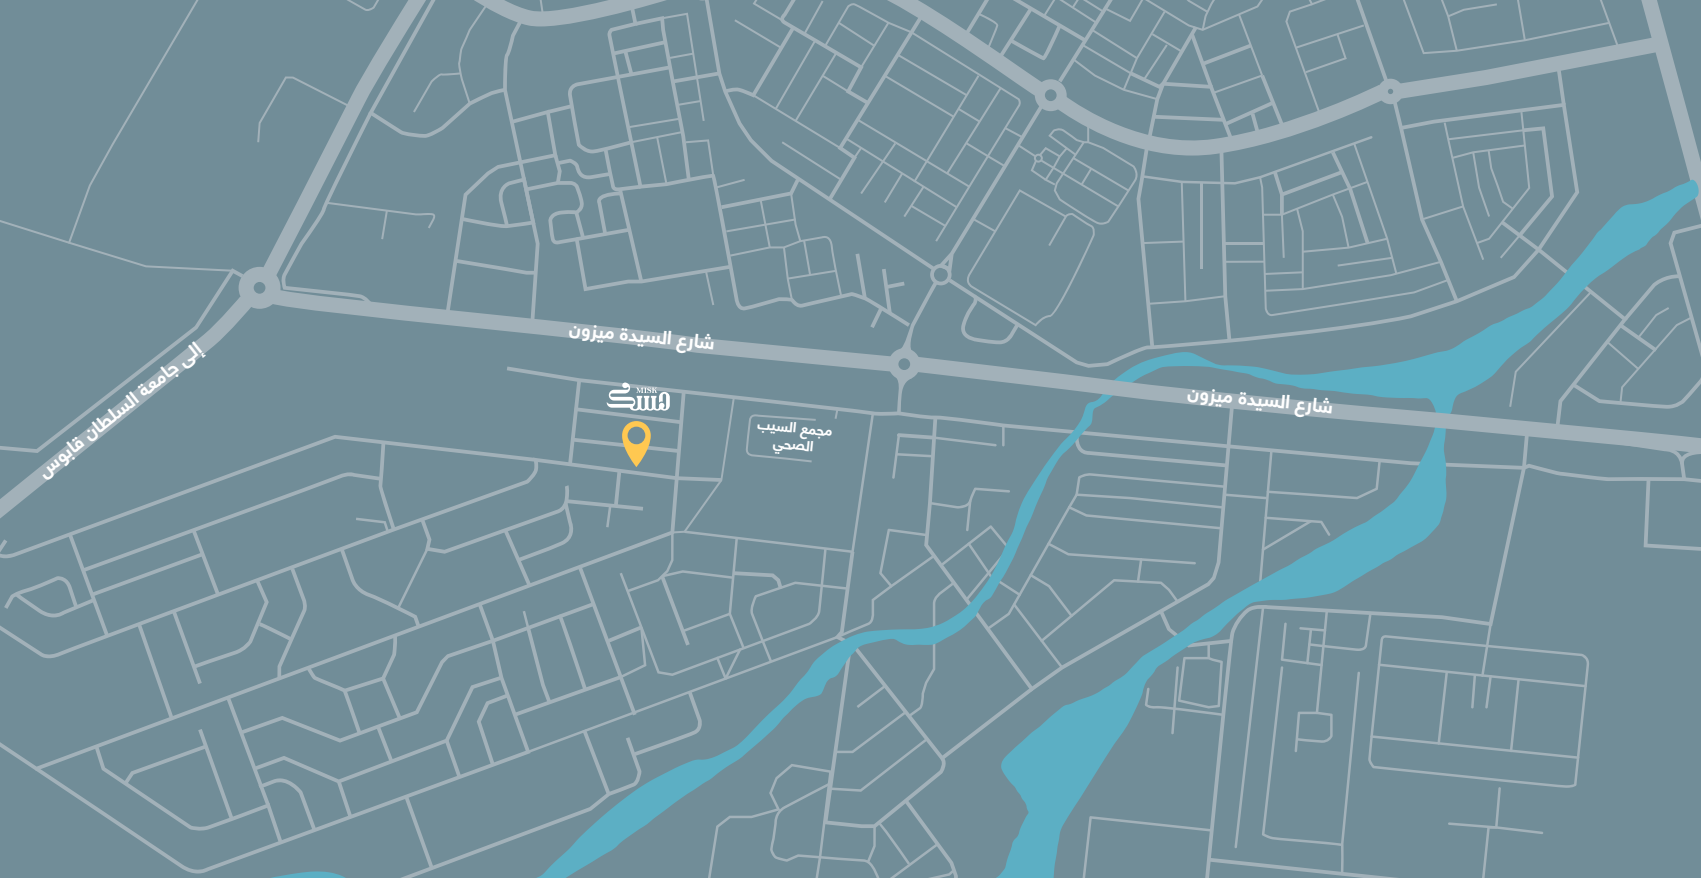 شارع السيدة ميزون
إلى جامعة السلطان قابوس
MISK
مسك
شارع السيدة ميزون
مجمع السيب
الصحي